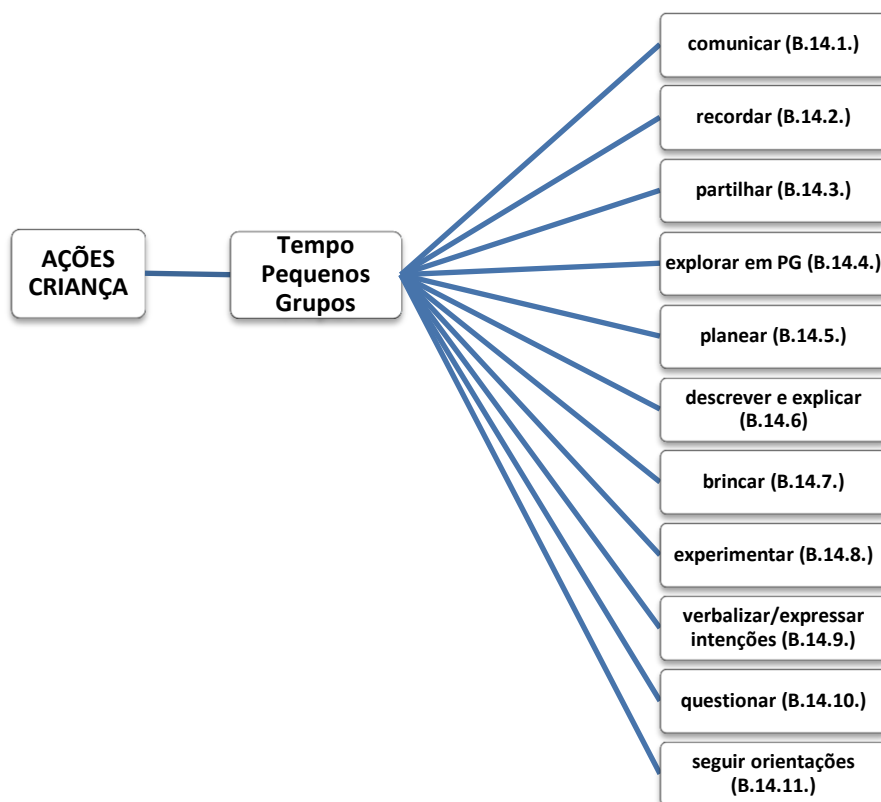 AÇÕES
CRIANÇA
Tempo
Pequenos
Grupos
comunicar (B.14.1.)
recordar (B.14.2.)
partilhar (B.14.3.)
explorar em PG (B.14.4.)
planear (B.14.5.)
descrever e explicar
(B.14.6)
brincar (B.14.7.)
experimentar (B.14.8.)
verbalizar/expressar
intenções (B.14.9.)
questionar (B.14.10.)
seguir orientações
(B.14.11.)